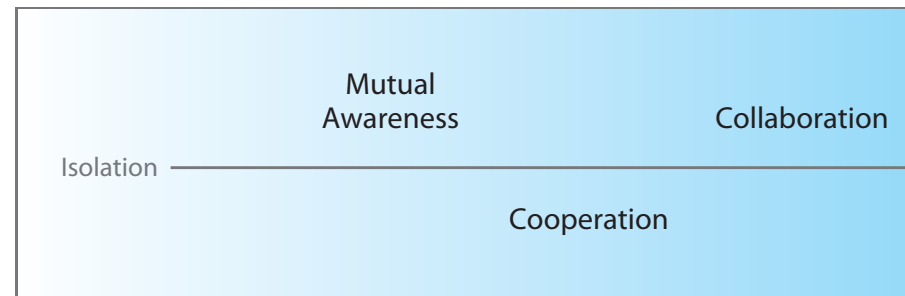 Mutual
Awareness
Collaboration
Isolation
Cooperation